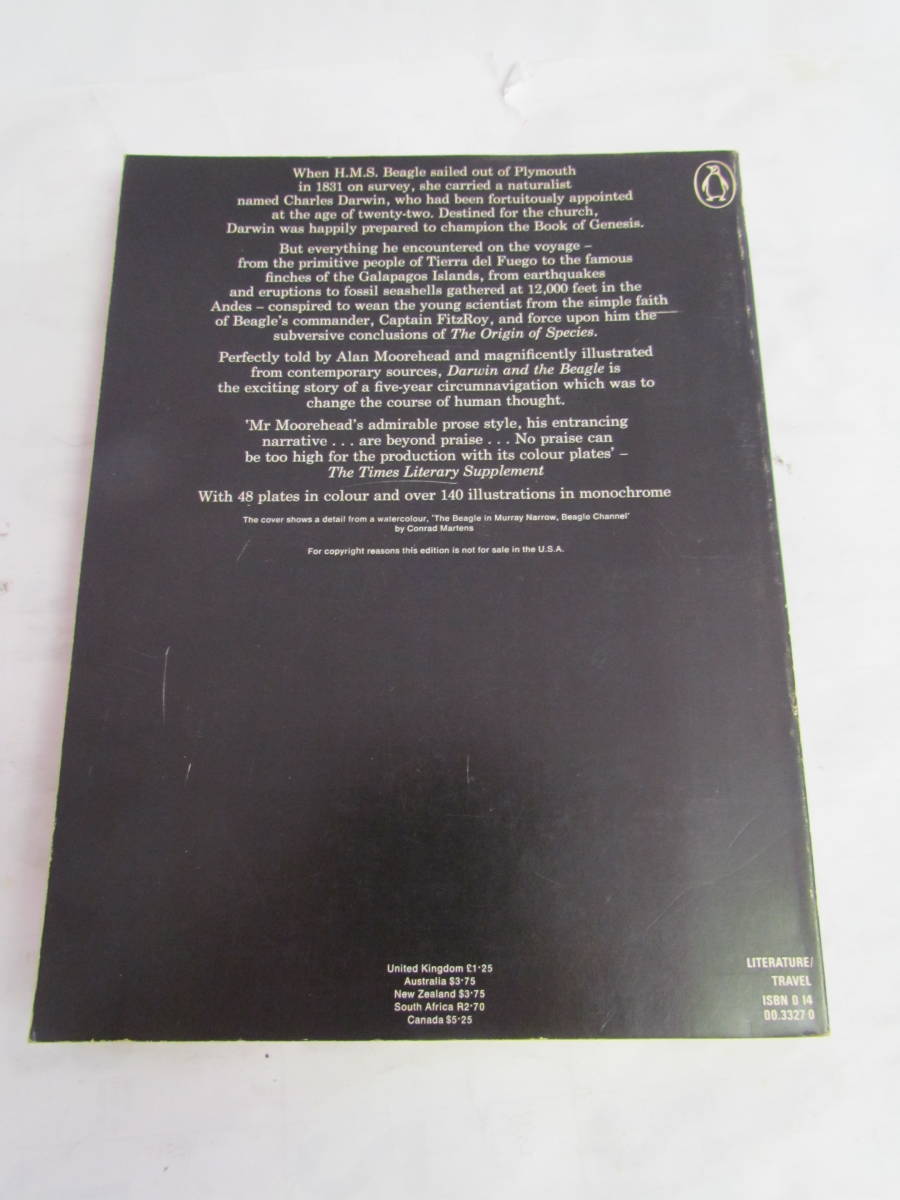 When H.M.S. Beagle sailed out of Plymouth
in 1831 on survey, she carried a naturalist
named Charles Darwin, who had been fortuitously appointed
at the age of twenty-two. Destined for the church,
Darwin was happily prepared to champion the Book of Genesis.
But everything he encountered on the voyage –
from the primitive people of Tierra del Fuego to the famous
finches of the Galapagos Islands, from earthquakes
and eruptions to fossil seashells gathered at 12,000 feet in the
Andes – conspired to wean the young scientist from the simple faith
of Beagle's commander, Captain FitzRoy, and force upon him the
subversive conclusions of The Origin of Species.
Perfectly told by Alan Moorehead and magnificently illustrated
from contemporary sources, Darwin and the Beagle is
the exciting story of a five-year circumnavigation which was to
change the course of human thought.
'Mr Moorehead's admirable prose style, his entrancing
narrative . . . are beyond praise . . . No praise can
be too high for the production with its colour plates' –
The Times Literary Supplement
With 48 plates in colour and over 140 illustrations in monochrome
The cover shows a detail from a watercolour, 'The Beagle in Murray Narrow, Beagle Channel'
by Conrad Martens
For copyright reasons this edition is not for sale in the U.S.A.
United Kingdom £1·25
Australia $3·75
New Zealand $3·75
South Africa R2·70
Canada $5·25
LITERATURE/
TRAVEL
ISBN 0 14
00.3327 0